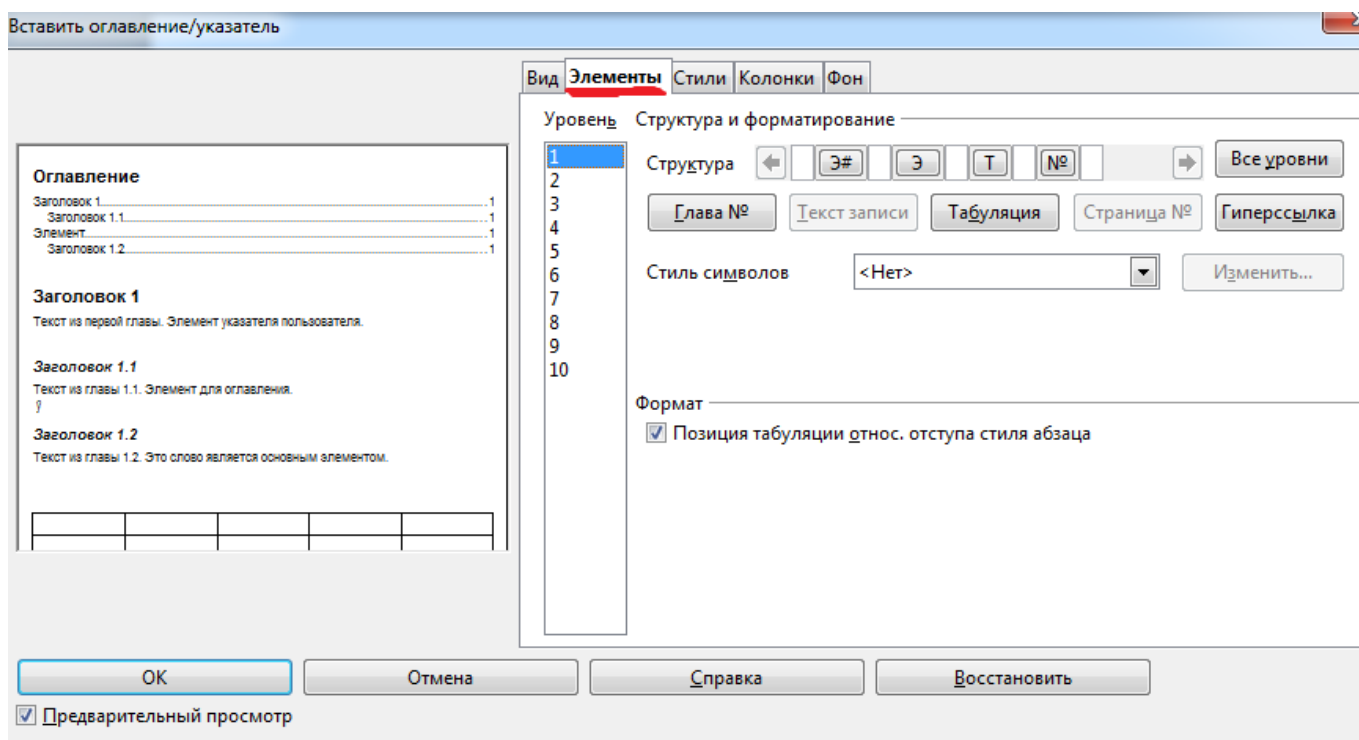 Вставить оглавление/указатель
Вид Элементы Стили Колонки Фон
Оглавление
Заголовок 1 1
Заголовок 1.1 1
Элемент 1
Заголовок 1.2 1
Заголовок 1
Текст из первой главы. Элемент указателя пользователя.
Заголовок 1.1
Текст из главы 1.1. Элемент для оглавления.
Заголовок 1.2
Текст из главы 1.2. Это слово является основным элементом.
Уровень
1
2
3
4
5
6
7
8
9
10
Структура и форматирование
Структура Э# Э Т № Все уровни
Глава № Текст записи Табуляция Страница № Гиперссылка
Стиль символов <Нет> Изменить...
Формат
Позиция табуляции относ. отступа стиля абзаца
ОК Отмена Справка Восстановить
Предварительный просмотр